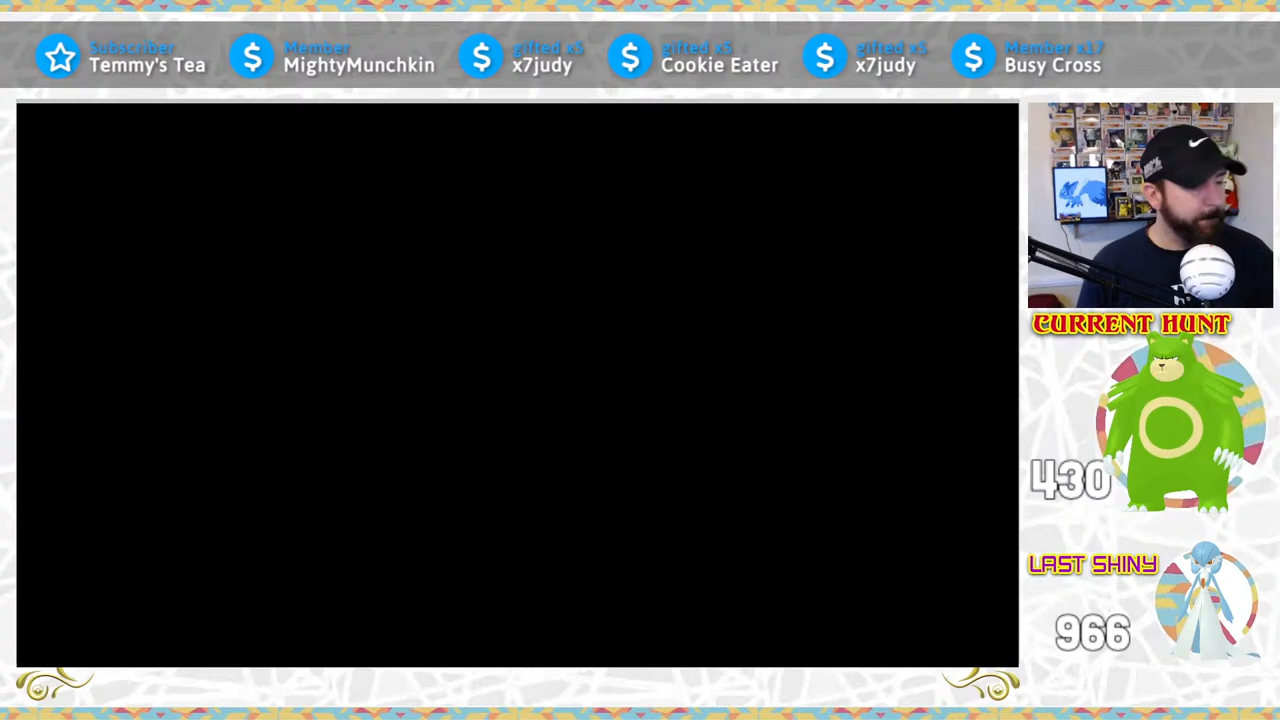 Subscriber
Temmy's Tea
Member
MightyMunchkin
gifted x5
x7judy
gifted x5
Cookie Eater
gifted x5
x7judy
Member x17
Busy Cross
CURRENT HUNT
430
LAST SHINY
966